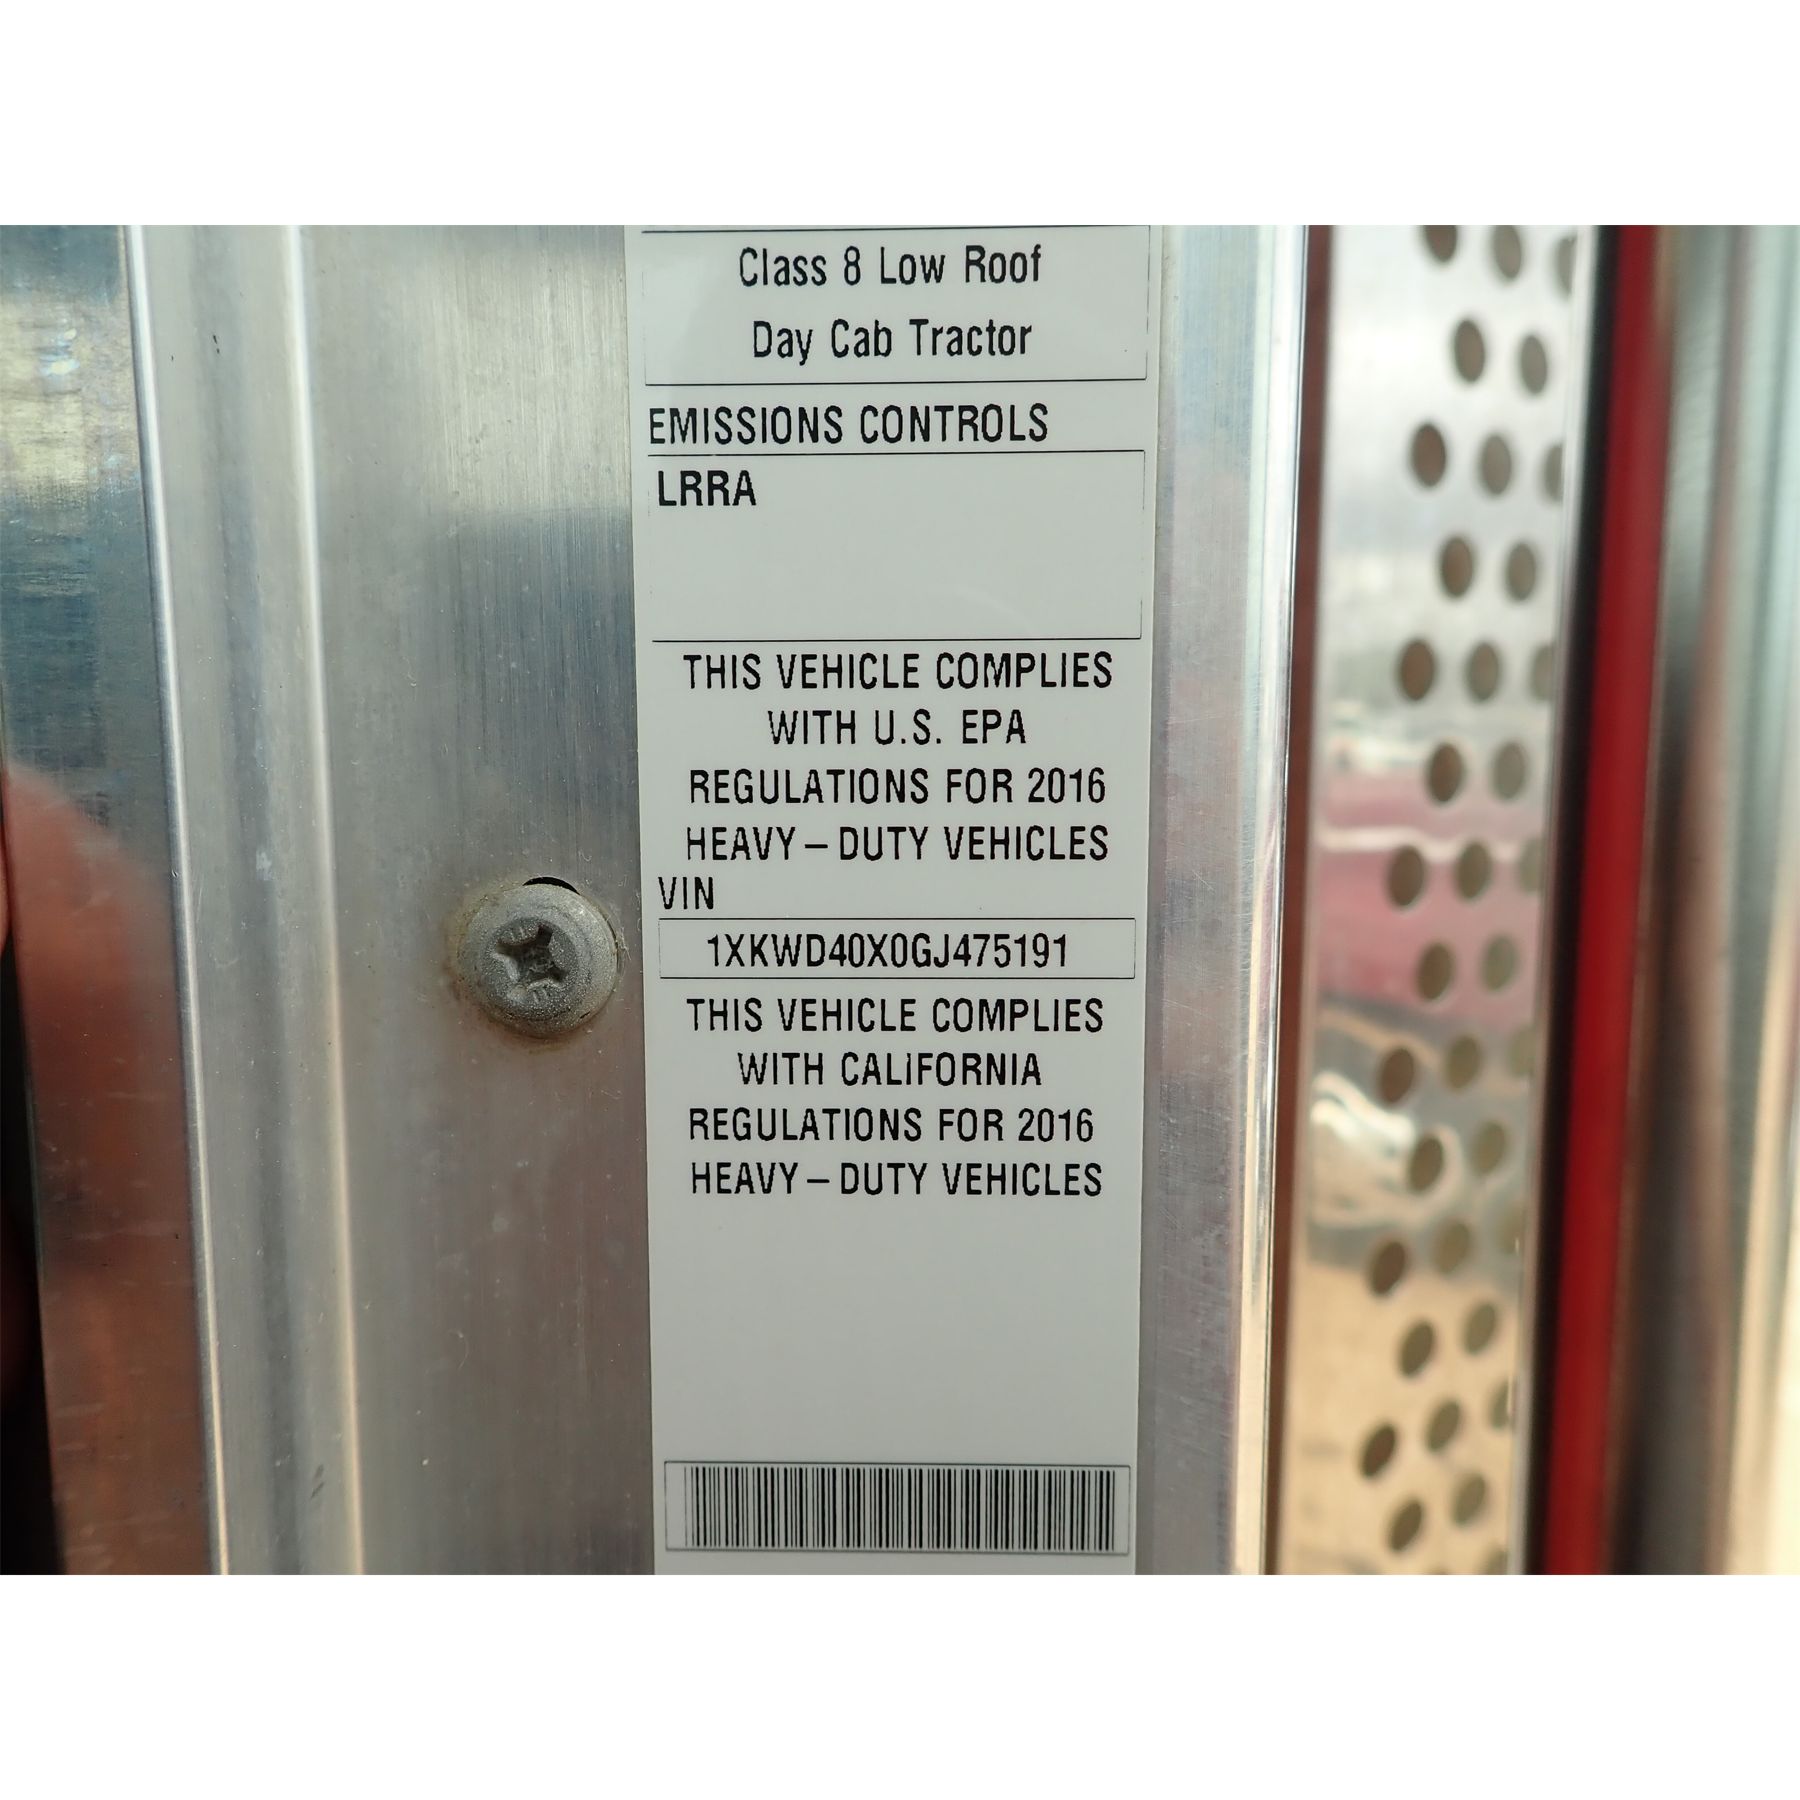 Class 8 Low Roof
Day Cab Tractor
EMISSIONS CONTROLS
LRRA
THIS VEHICLE COMPLIES
WITH U.S. EPA
REGULATIONS FOR 2016
HEAVY–DUTY VEHICLES
VIN
1XKWD40X0GJ475191
THIS VEHICLE COMPLIES
WITH CALIFORNIA
REGULATIONS FOR 2016
HEAVY–DUTY VEHICLES